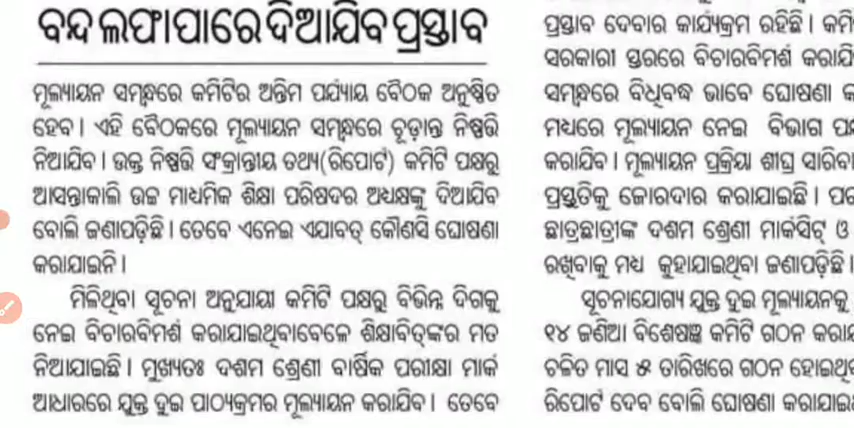 ବନ୍ଦ ଲଫାପାରେ ଦିଆଯିବ ପ୍ରସ୍ତାବ
ମୂଲ୍ୟାୟନ ସମ୍ବନ୍ଧରେ କମିଟିର ଅନ୍ତିମ ପର୍ଯ୍ୟାୟ ବୈଠକ ଅନୁଷ୍ଠିତ
ହେବ। ଏହି ବୈଠକରେ ମୂଲ୍ୟାୟନ ସମ୍ବନ୍ଧରେ ଚୂଡ଼ାନ୍ତ ନିଷ୍ପତ୍ତି
ନିଆଯିବ। ଉକ୍ତ ନିଷ୍ପତ୍ତି ସଂକ୍ରାନ୍ତୀୟ ତଥ୍ୟ(ରିପୋର୍ଟ) କମିଟି ପକ୍ଷରୁ
ଆସନ୍ତାକାଲି ଉଚ୍ଚ ମାଧ୍ୟମିକ ଶିକ୍ଷା ପରିଷଦର ଅଧ୍ୟକ୍ଷଙ୍କୁ ଦିଆଯିବ
ବୋଲି ଜଣାପଡ଼ିଛି। ତେବେ ଏନେଇ ଏଯାବତ୍ କୌଣସି ଘୋଷଣା
କରାଯାଇନି।
ମିଳିଥିବା ସୂଚନା ଅନୁଯାୟୀ କମିଟି ପକ୍ଷରୁ ବିଭିନ୍ନ ଦିଗକୁ
ନେଇ ବିଚାରବିମର୍ଶ କରାଯାଇଥିବାବେଳେ ଶିକ୍ଷାବିତ୍‌ଙ୍କର ମତ
ନିଆଯାଇଛି। ମୁଖ୍ୟତଃ ଦଶମ ଶ୍ରେଣୀ ବାର୍ଷିକ ପରୀକ୍ଷା ମାର୍କ
ଆଧାରରେ ଯୁକ୍ତ ଦୁଇ ପାଠ୍ୟକ୍ରମର ମୂଲ୍ୟାୟନ କରାଯିବ। ତେବେ
ପ୍ରସ୍ତାବ ଦେବାର କାର୍ଯ୍ୟକ୍ରମ ରହିଛି। କମି
ସରକାରୀ ସ୍ତରରେ ବିଚାରବିମର୍ଶ କରାଯି
ସମ୍ବନ୍ଧରେ ବିଧିବଦ୍ଧ ଭାବେ ଘୋଷଣା କ
ମଧ୍ୟରେ ମୂଲ୍ୟାୟନ ନେଇ ବିଭାଗ ପ
କରାଯିବ। ମୂଲ୍ୟାୟନ ପ୍ରକ୍ରିୟା ଶୀଘ୍ର ସାରିବା
ପ୍ରସ୍ତୁତିକୁ ଜୋରଦାର କରାଯାଇଛି। ପର
ଛାତ୍ରଛାତ୍ରୀଙ୍କ ଦଶମ ଶ୍ରେଣୀ ମାର୍କସିଟ୍ ଓ
ରଖିବାକୁ ମଧ୍ୟ କୁହାଯାଇଥିବା ଜଣାପଡ଼ିଛି।
ସୂଚନାଯୋଗ୍ୟ ଯୁକ୍ତ ଦୁଇ ମୂଲ୍ୟାୟନକୁ
୧୪ ଜଣିଆ ବିଶେଷଜ୍ଞ କମିଟି ଗଠନ କରାଯ
ଚଳିତ ମାସ ୫ ତାରିଖରେ ଗଠନ ହୋଇଥିବ
ରିପୋର୍ଟ ଦେବ ବୋଲି ଘୋଷଣା କରାଯାଇଥ